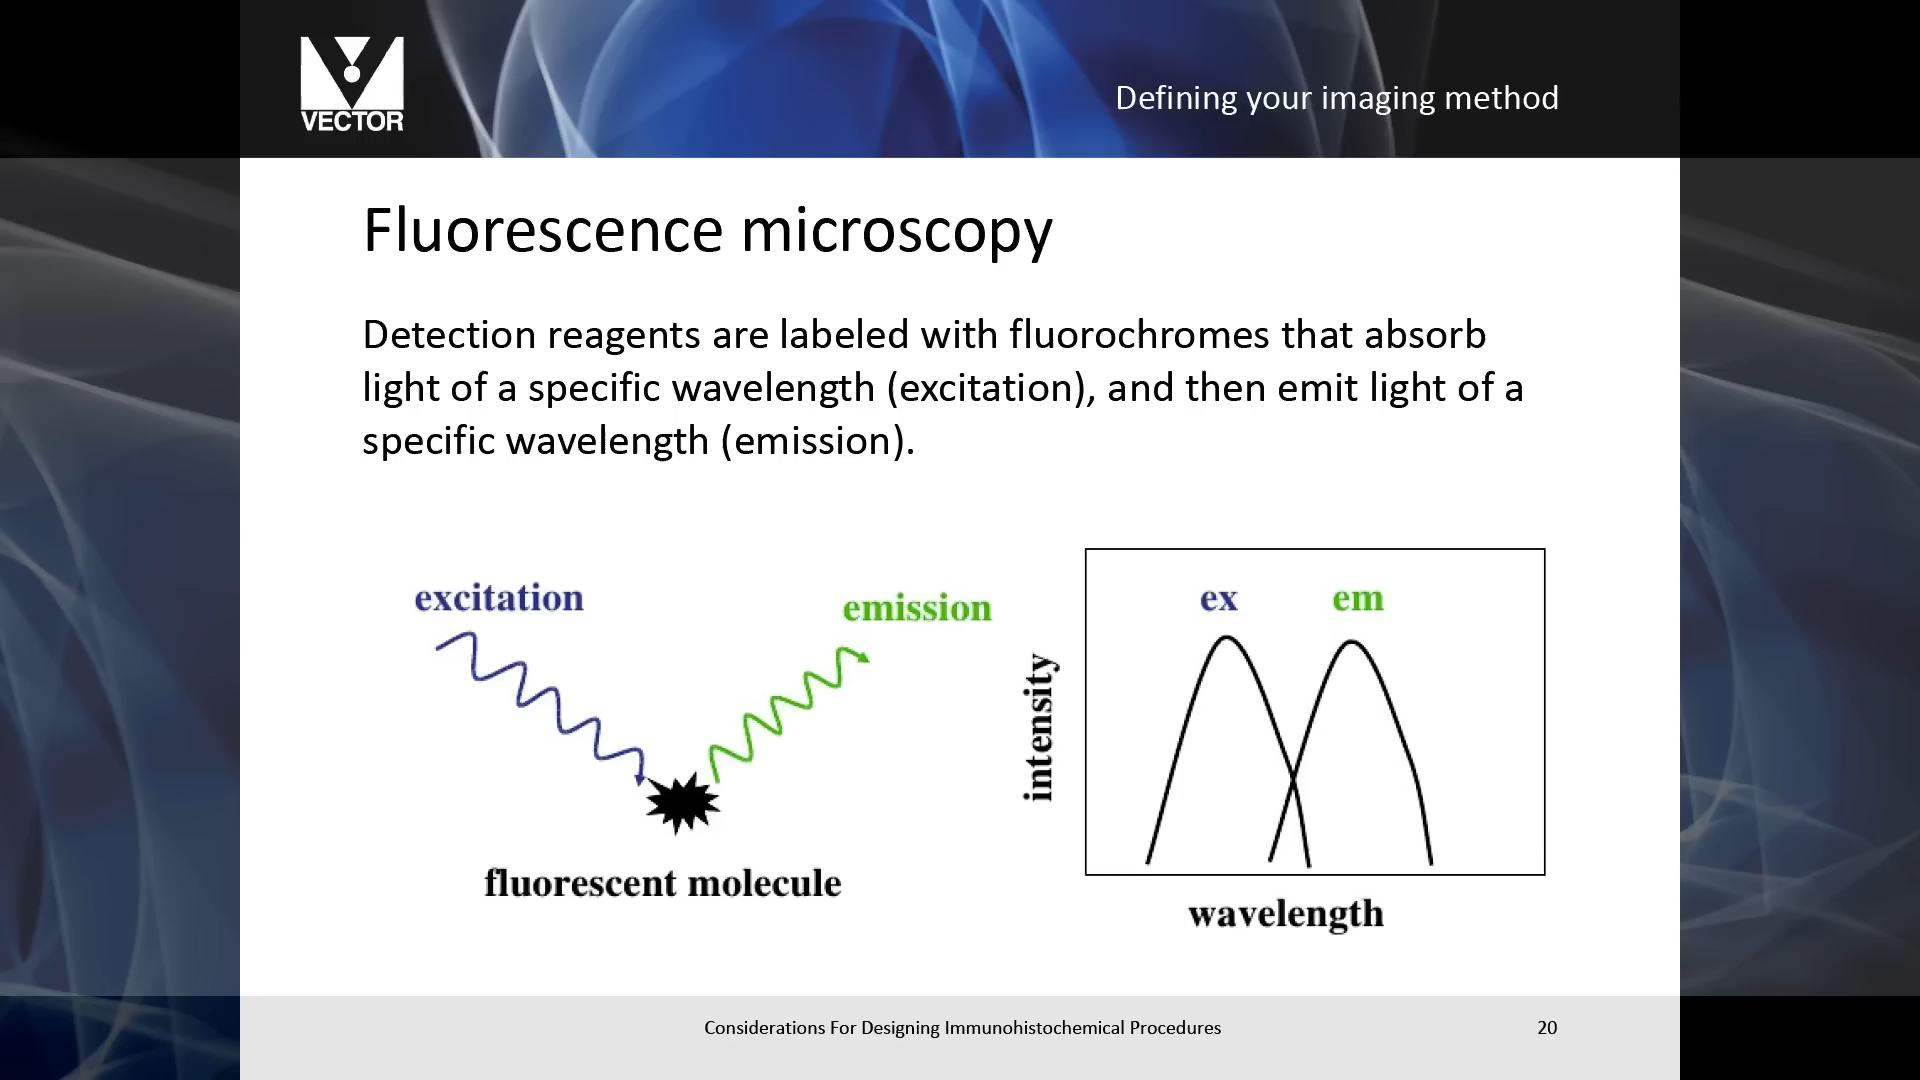 VECTOR
Defining your imaging method
Fluorescence microscopy
Detection reagents are labeled with fluorochromes that absorb
light of a specific wavelength (excitation), and then emit light of a
specific wavelength (emission).
excitation
emission
fluorescent molecule
ex em
intensity
wavelength
Considerations For Designing Immunohistochemical Procedures 20